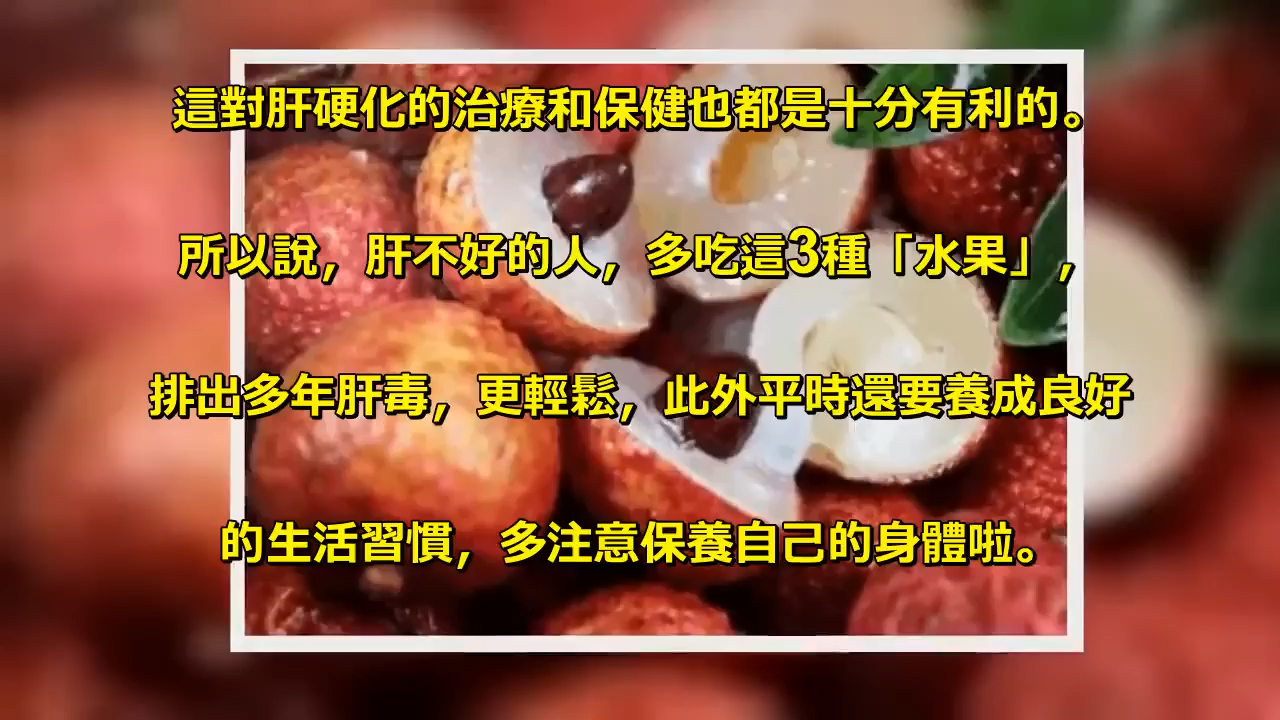 這對肝硬化的治療和保健也都是十分有利的。
所以說，肝不好的人，多吃這3種「水果」，
排出多年肝毒，更輕鬆，此外平時還要養成良好
的生活習慣，多注意保養自己的身體啦。